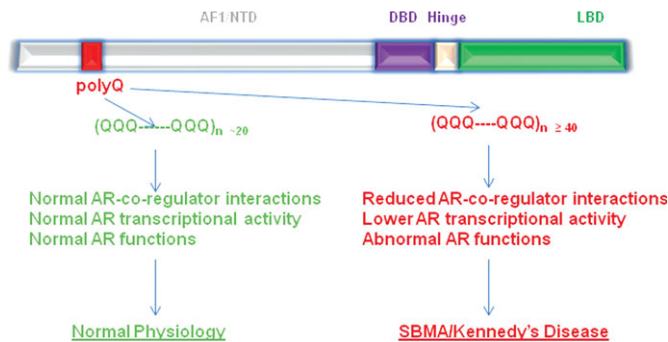 AF1/NTD DBD Hinge LBD
polyQ
(QQQ------QQQ)n ~20
(QQQ----QQQ)n ≥ 40
Normal AR-co-regulator interactions
Normal AR transcriptional activity
Normal AR functions
Reduced AR-co-regulator interactions
Lower AR transcriptional activity
Abnormal AR functions
Normal Physiology
SBMA/Kennedy's Disease